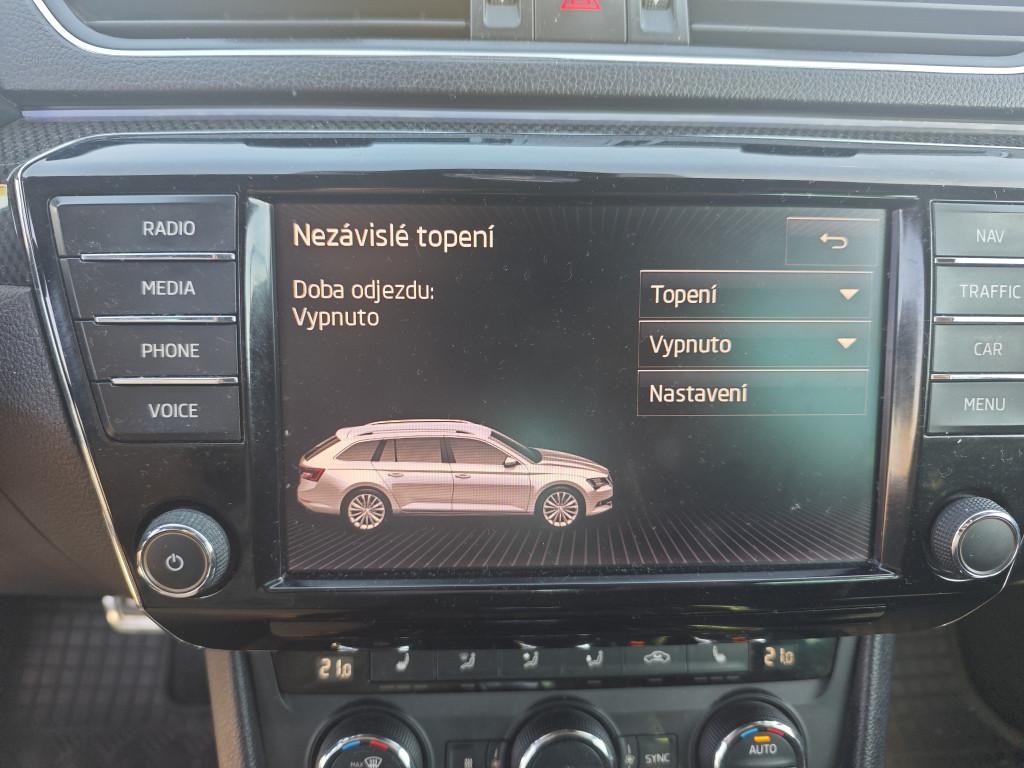 RADIO
MEDIA
PHONE
VOICE
Nezávislé topení
Doba odjezdu:
Vypnuto
Topení
Vypnuto
Nastavení
NAV
TRAFFIC
CAR
MENU
21.0
21.0
MAX
SYNC
AUTO